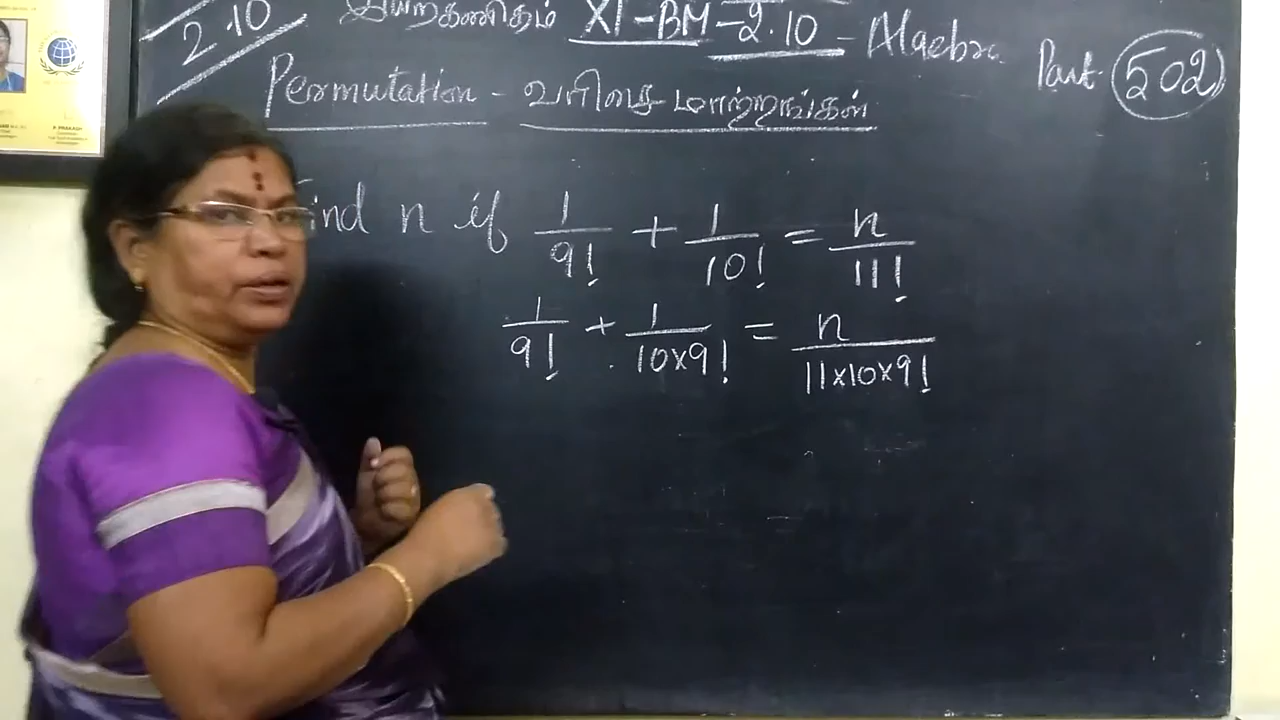 2.10
இயற்கணிதம் XI-BM-2.10 - Algebra Part 502
Permutation - வரிசை மாற்றங்கள்
Find n if 1/9! + 1/10! = n/11!
1/9! + 1/10×9! = n/11×10×9!